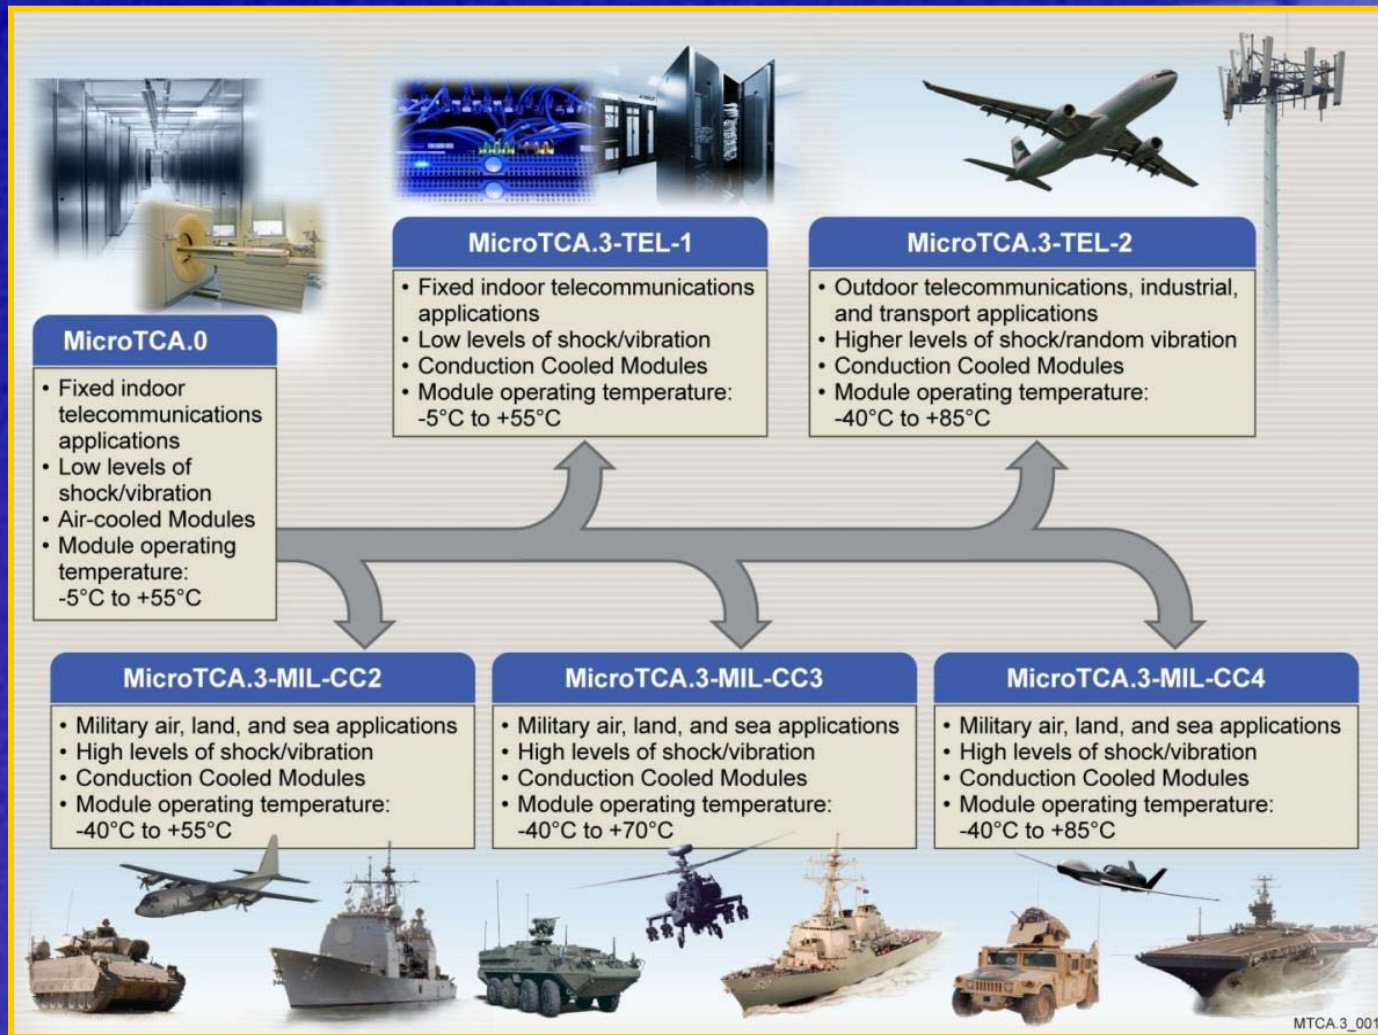 MicroTCA.0
• Fixed indoor
telecommunications
applications
• Low levels of
shock/vibration
• Air-cooled Modules
• Module operating
temperature:
-5°C to +55°C
MicroTCA.3-TEL-1
• Fixed indoor telecommunications
applications
• Low levels of shock/vibration
• Conduction Cooled Modules
• Module operating temperature:
-5°C to +55°C
MicroTCA.3-TEL-2
• Outdoor telecommunications, industrial,
and transport applications
• Higher levels of shock/random vibration
• Conduction Cooled Modules
• Module operating temperature:
-40°C to +85°C
MicroTCA.3-MIL-CC2
• Military air, land, and sea applications
• High levels of shock/vibration
• Conduction Cooled Modules
• Module operating temperature:
-40°C to +55°C
MicroTCA.3-MIL-CC3
• Military air, land, and sea applications
• High levels of shock/vibration
• Conduction Cooled Modules
• Module operating temperature:
-40°C to +70°C
MicroTCA.3-MIL-CC4
• Military air, land, and sea applications
• High levels of shock/vibration
• Conduction Cooled Modules
• Module operating temperature:
-40°C to +85°C
MTCA.3_001